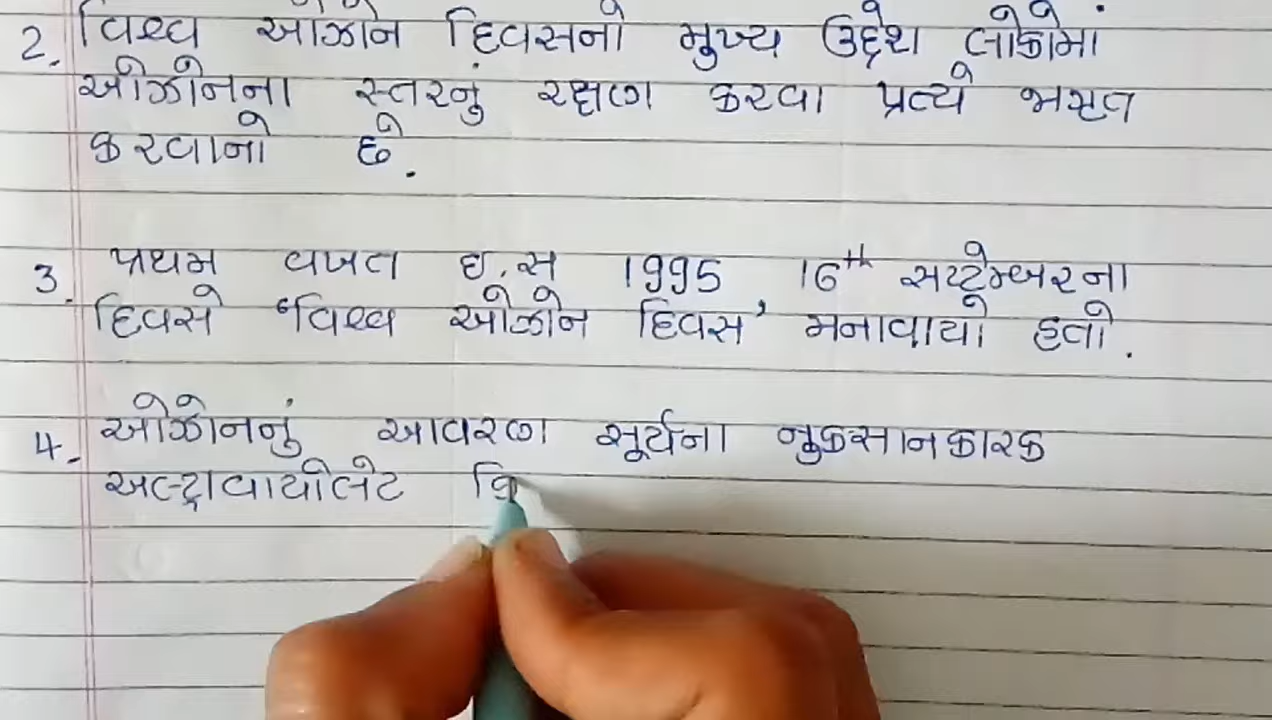 2. વિશ્વ ઓઝોન દિવસનો મુખ્ય ઉદ્દેશ લોકોમાં
ઓઝોનના સ્તરનું રક્ષણ કરવા પ્રત્યે જાગૃત
કરવાનો છે.
3. પ્રથમ વખત ઇ.સ 1995, 16th સપ્ટેમ્બરના
દિવસે 'વિશ્વ ઓઝોન દિવસ' મનાવાયો હતો.
4. ઓઝોનનું આવરણ સૂર્યના નુકસાનકારક
અલ્ટ્રાવાયોલેટ